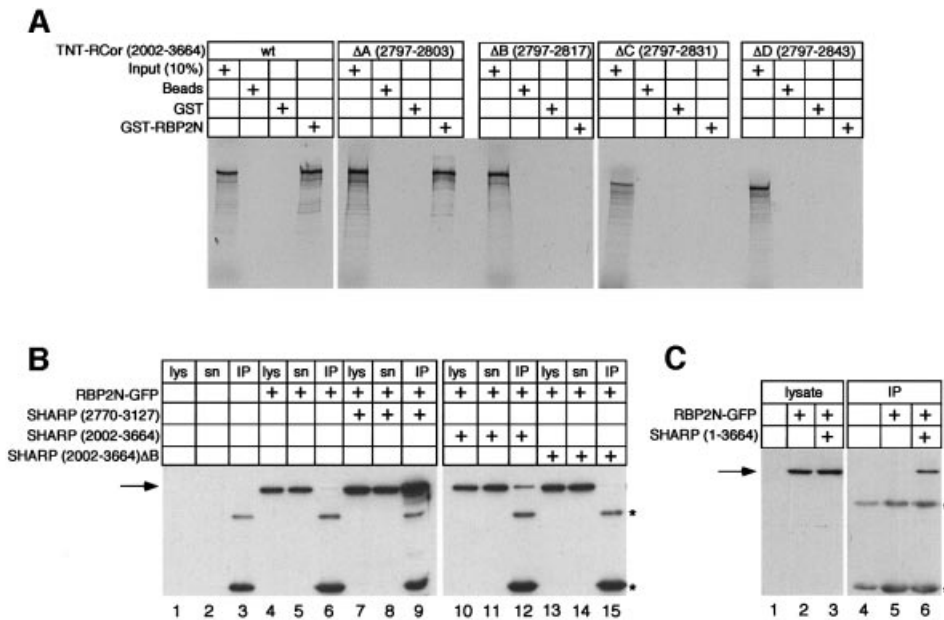 A
TNT-RCor (2002-3664) wt ΔA (2797-2803) ΔB (2797-2817) ΔC (2797-2831) ΔD (2797-2843)
Input (10%) + + + + +
Beads + + + + +
GST + + + + +
GST-RBP2N + + + + +
B
lys sn IP lys sn IP lys sn IP lys sn IP lys sn IP
RBP2N-GFP + + + + + + + + + + + +
SHARP (2770-3127) + + +
SHARP (2002-3664) + + +
SHARP (2002-3664)ΔB + + +
* 
*
1 2 3 4 5 6 7 8 9 10 11 12 13 14 15
C
lysate IP
RBP2N-GFP + + + +
SHARP (1-3664) + +
*
*
1 2 3 4 5 6